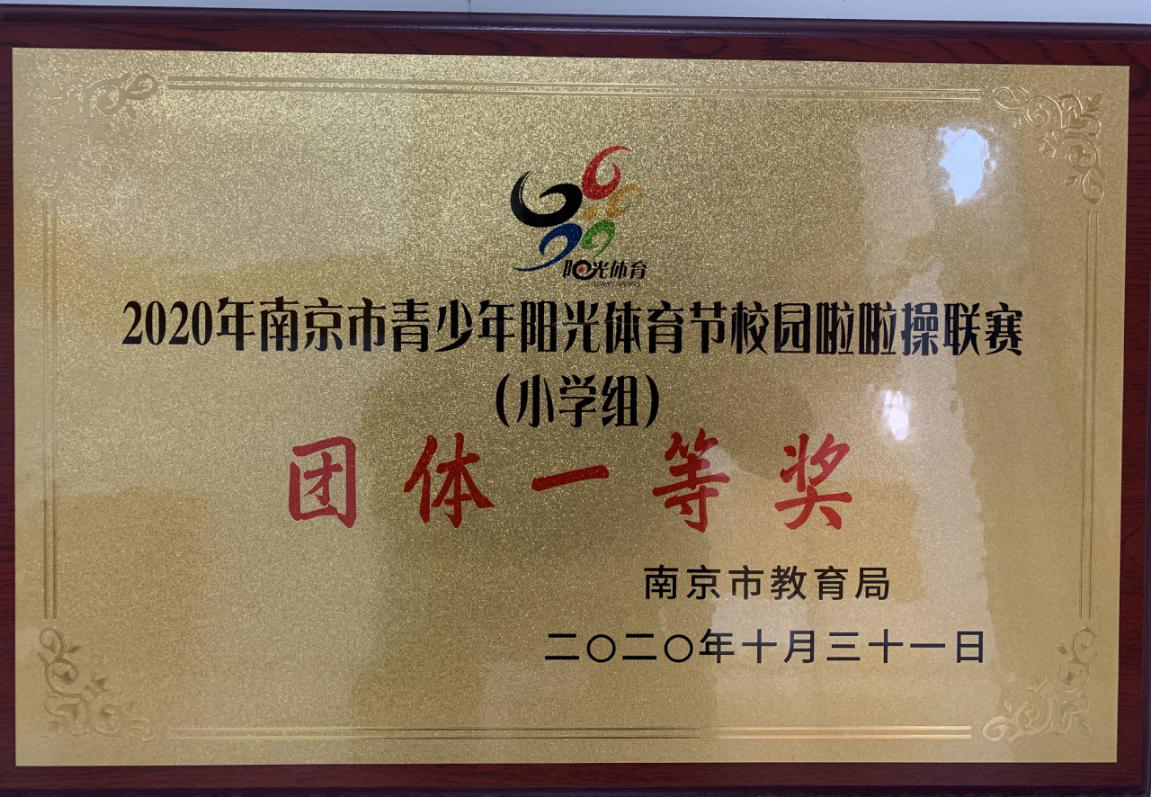 阳光体育
2020年南京市青少年阳光体育节校园啦啦操联赛
(小学组)
团体一等奖
南京市教育局
二〇二〇年十月三十一日